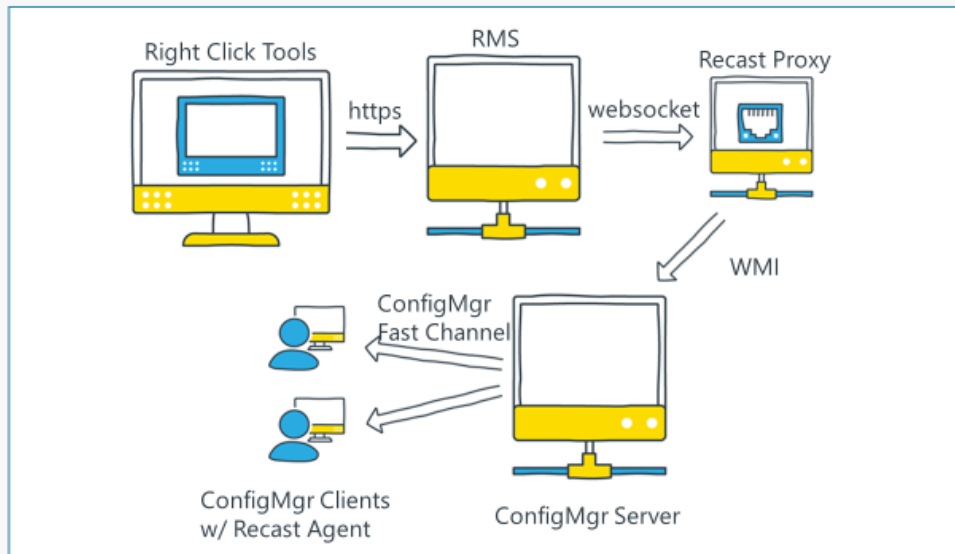 Right Click Tools
RMS
Recast Proxy
https
websocket
WMI
ConfigMgr
Fast Channel
ConfigMgr Clients
w/ Recast Agent
ConfigMgr Server